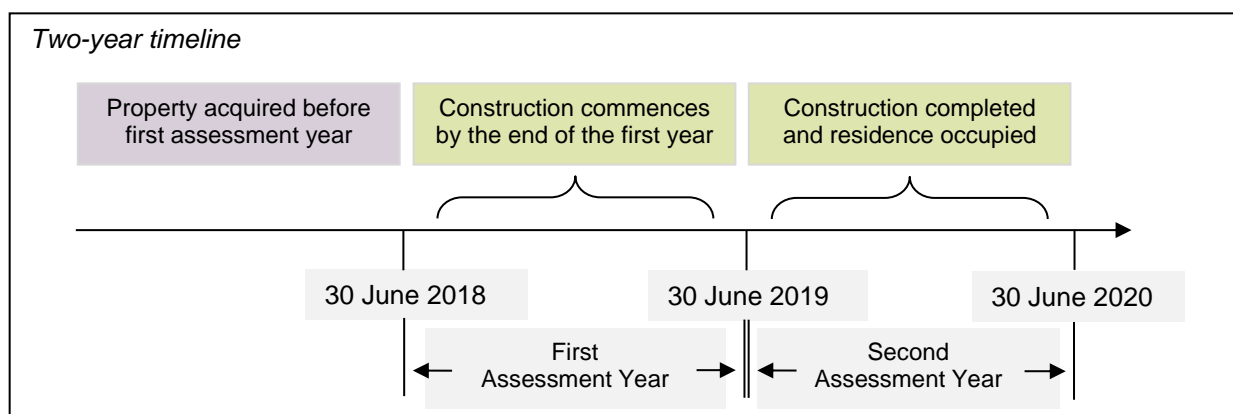 Two-year timeline
Property acquired before
first assessment year
Construction commences
by the end of the first year
Construction completed
and residence occupied
30 June 2018
30 June 2019
30 June 2020
First
Assessment Year
Second
Assessment Year